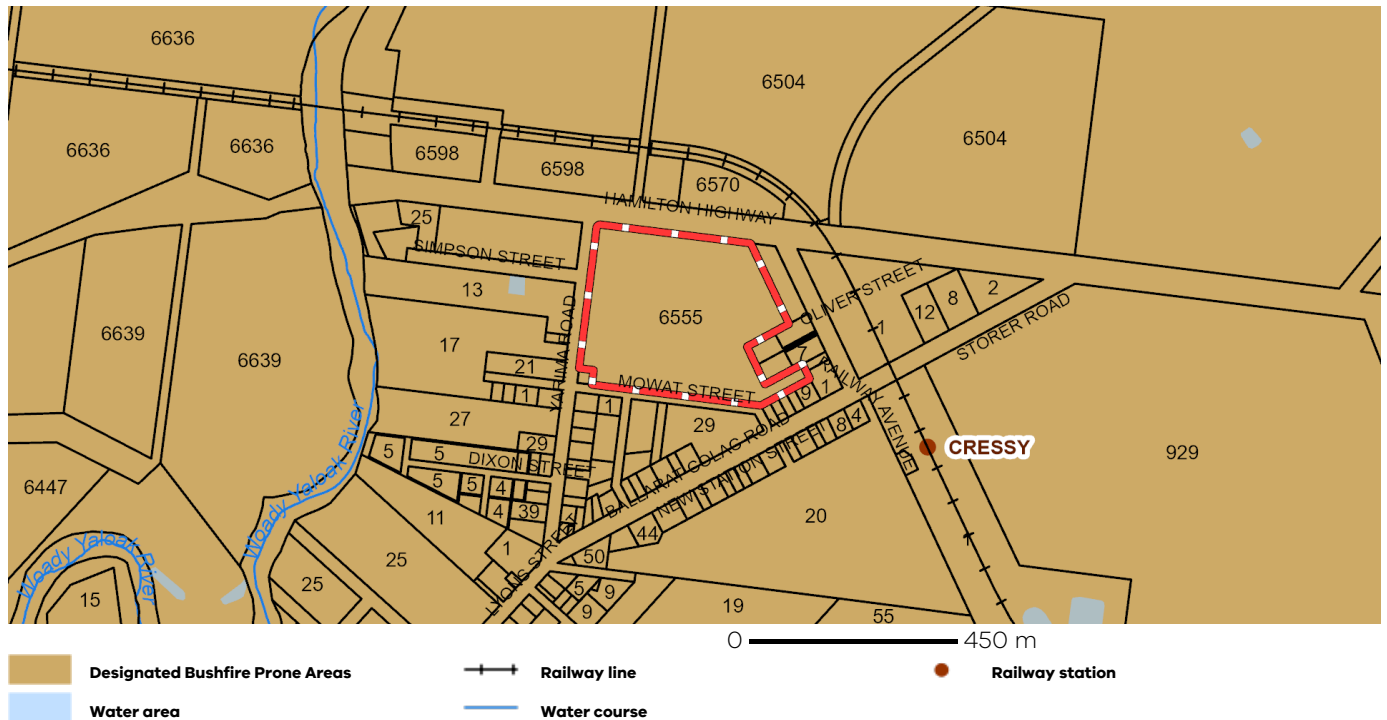 6636
6504
6504
6636
6636
6598
6598
6570
HAMILTON HIGHWAY
25
SIMPSON STREET
13
OLIVER STREET
2
8
12
1
6555
STORER ROAD
6639
6639
17
YARIMA ROAD
7
RAILWAY AVENUE
21
MOWAT STREET
1
1
9
1
27
29
29
8
4
CRESSY
929
BALLARAT COLAC ROAD
NEW STATION STREET
5
5
DIXON STREET
5
5
4
4
39
6447
Woady Yaloak River
11
44
20
1
50
LYONS STREET
25
25
Woady Yaloak River
15
5
9
9
19
55
0 450 m
Designated Bushfire Prone Areas
Railway line
Railway station
Water area
Water course